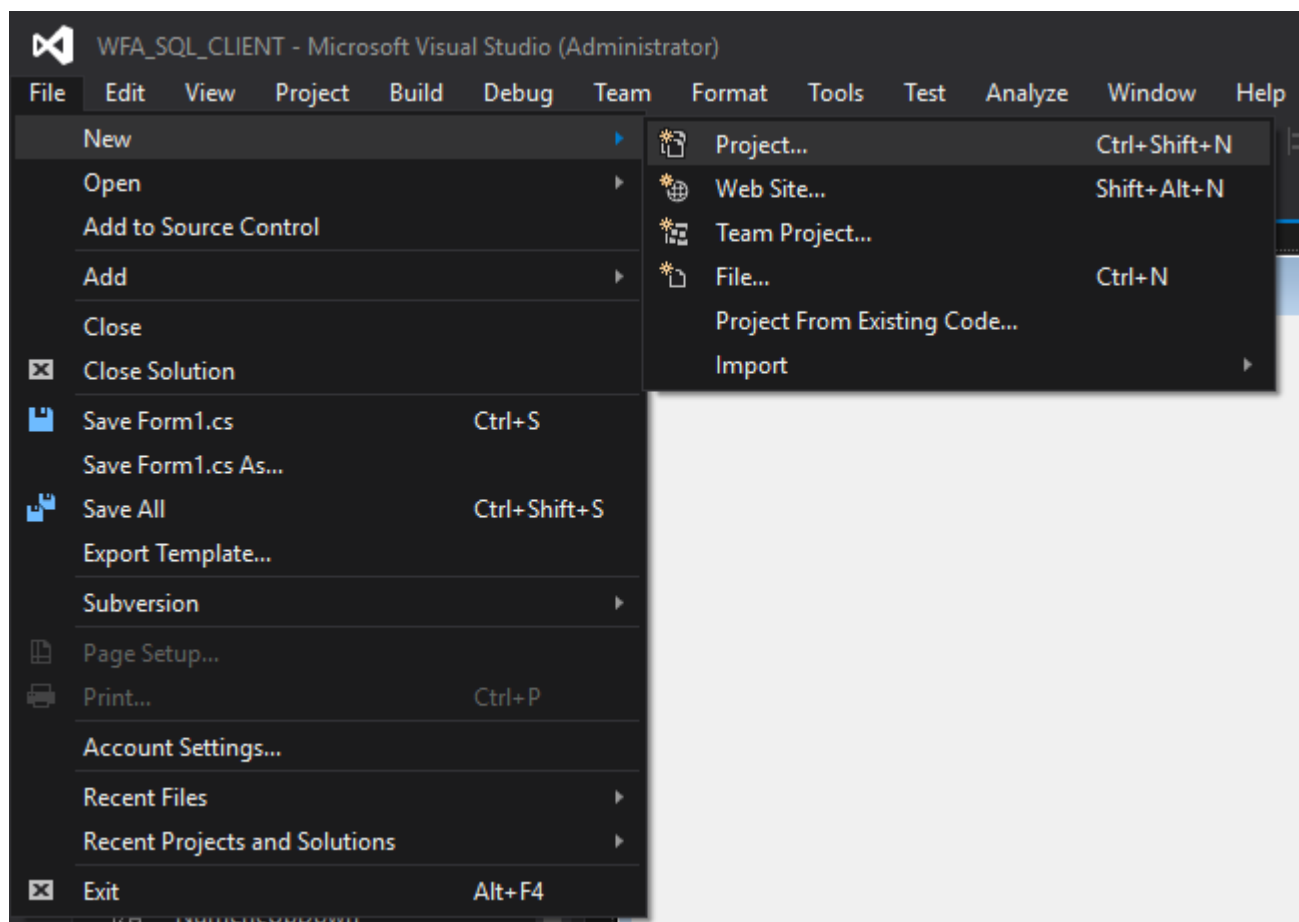 WFA_SQL_CLIENT - Microsoft Visual Studio (Administrator)
File Edit View Project Build Debug Team Format Tools Test Analyze Window Help
New
Open
Add to Source Control
Add
Close
Close Solution
Save Form1.cs Ctrl+S
Save Form1.cs As...
Save All Ctrl+Shift+S
Export Template...
Subversion
Page Setup...
Print... Ctrl+P
Account Settings...
Recent Files
Recent Projects and Solutions
Exit Alt+F4
Project... Ctrl+Shift+N
Web Site... Shift+Alt+N
Team Project...
File... Ctrl+N
Project From Existing Code...
Import